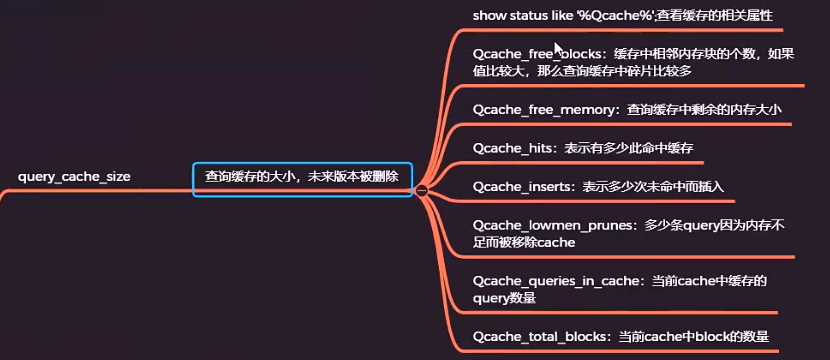 show status like '%Qcache%';查看缓存的相关属性
Qcache_free_blocks：缓存中相邻内存块的个数，如果
值比较大，那么查询缓存中碎片比较多
Qcache_free_memory：查询缓存中剩余的内存大小
Qcache_hits：表示有多少此命中缓存
query_cache_size
查询缓存的大小，未来版本被删除
Qcache_inserts：表示多少次未命中而插入
Qcache_lowmen_prunes：多少条query因为内存不
足而被移除cache
Qcache_queries_in_cache：当前cache中缓存的
query数量
Qcache_total_blocks：当前cache中block的数量